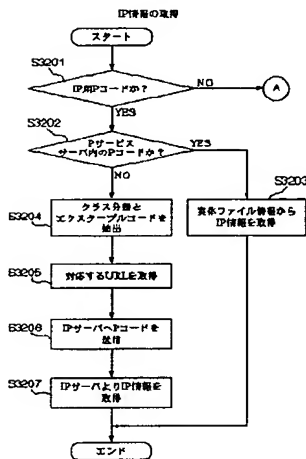 IP情報の取得
スタート
S3201
IP用Pコードか?
NO
A
YES
S3202
Pサービス
サーバ内のPコードか?
YES
NO
S3203
実体ファイル情報から
IP情報を取得
S3204
クラス分類と
エクスターブルコードを
抽出
S3205
対応するURLを取得
S3206
IPサーバへPコードを
送信
S3207
IPサーバよりIP情報を
取得
エンド